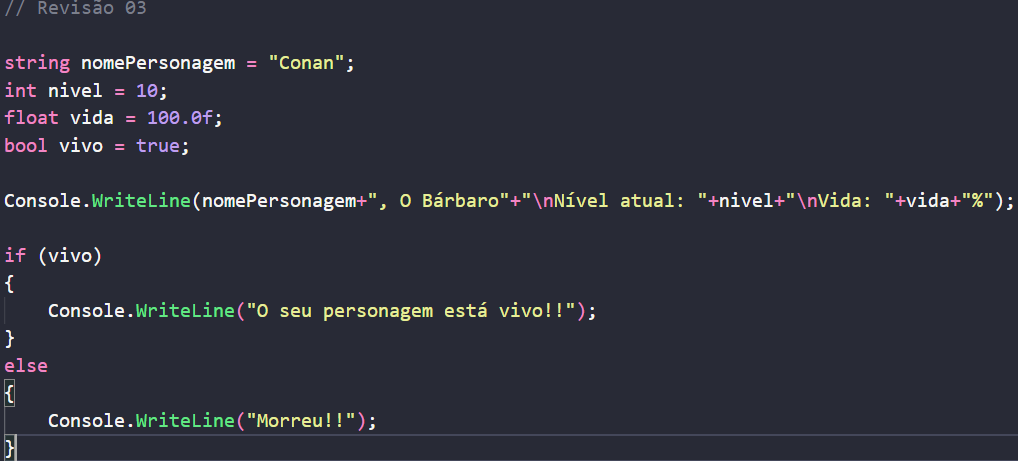 // Revisão 03
string nomePersonagem = "Conan";
int nivel = 10;
float vida = 100.0f;
bool vivo = true;
Console.WriteLine(nomePersonagem+", O Bárbaro"+"\nNível atual: "+nivel+"\nVida: "+vida+"%");
if (vivo)
{
    Console.WriteLine("O seu personagem está vivo!!");
}
else
{
    Console.WriteLine("Morreu!!");
}